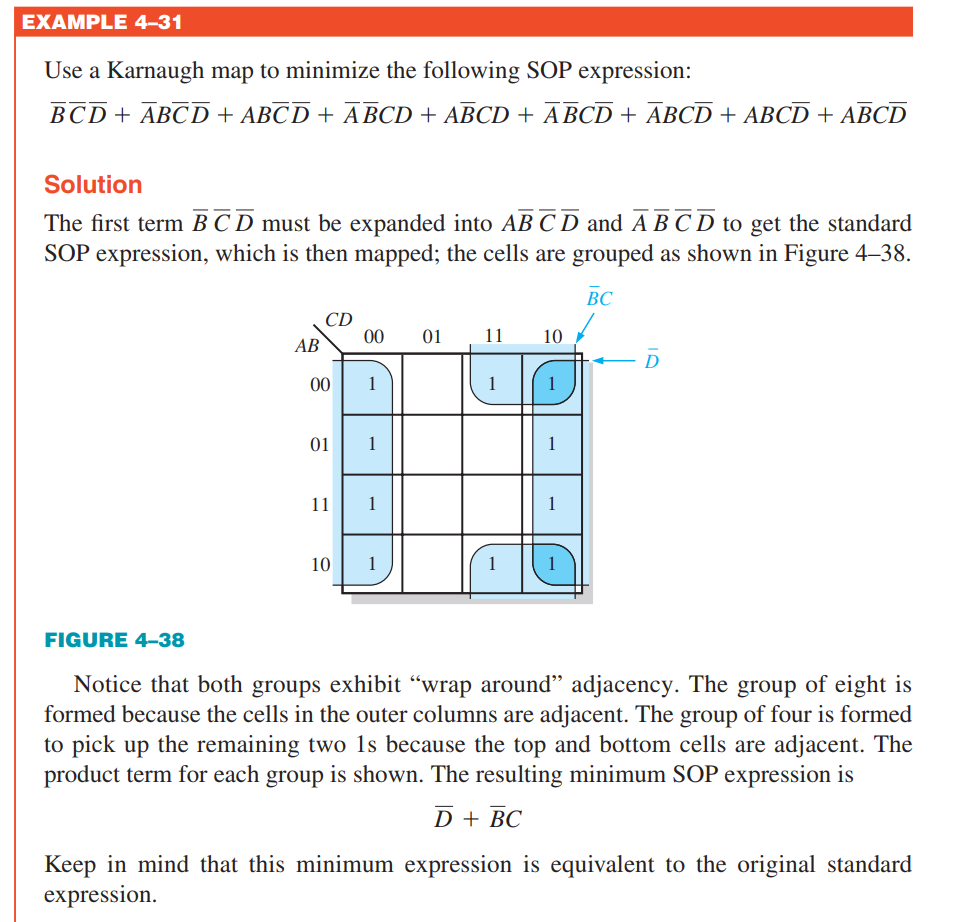 EXAMPLE 4–31
Use a Karnaugh map to minimize the following SOP expression:
B̅C̅D̅ + A̅BC̅D̅ + ABC̅D̅ + A̅B̅CD + AB̅CD + A̅B̅CD̅ + A̅BCD̅ + ABCD̅ + AB̅CD̅
Solution
The first term B̅ C̅ D̅ must be expanded into AB̅ C̅ D̅ and A̅ B̅ C̅ D̅ to get the standard
SOP expression, which is then mapped; the cells are grouped as shown in Figure 4–38.
B̅C
CD
AB
00 01 11 10
D̅
00 1 1 1
01 1 1
11 1 1
10 1 1 1
FIGURE 4–38
Notice that both groups exhibit “wrap around” adjacency. The group of eight is
formed because the cells in the outer columns are adjacent. The group of four is formed
to pick up the remaining two 1s because the top and bottom cells are adjacent. The
product term for each group is shown. The resulting minimum SOP expression is
D̅ + B̅C
Keep in mind that this minimum expression is equivalent to the original standard
expression.